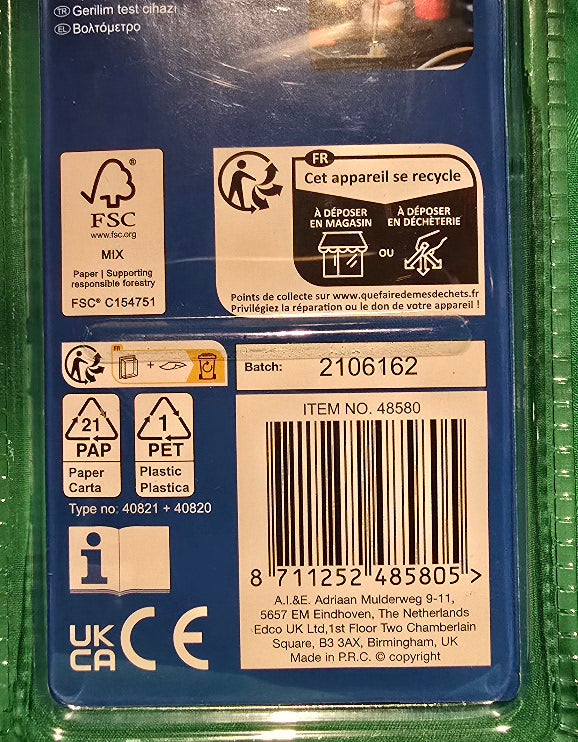 TR Gerilim test cihazı
EL Βολτόμετρο
FSC®
www.fsc.org
MIX
Paper | Supporting
responsible forestry
FSC® C154751
FR
Cet appareil se recycle
À DÉPOSER
EN MAGASIN
OU
À DÉPOSER
EN DÉCHÈTERIE
Points de collecte sur www.quefairedemesdechets.fr
Privilégiez la réparation ou le don de votre appareil !
FR
+
Batch: 2106162
21
PAP
Paper
Carta
1
PET
Plastic
Plastica
Type no: 40821 + 40820
i
UK
CA
CE
ITEM NO. 48580
8 711252 485805 >
A.I.&E. Adriaan Mulderweg 9-11,
5657 EM Eindhoven, The Netherlands
Edco UK Ltd,1st Floor Two Chamberlain
Square, B3 3AX, Birmingham, UK
Made in P.R.C. © copyright